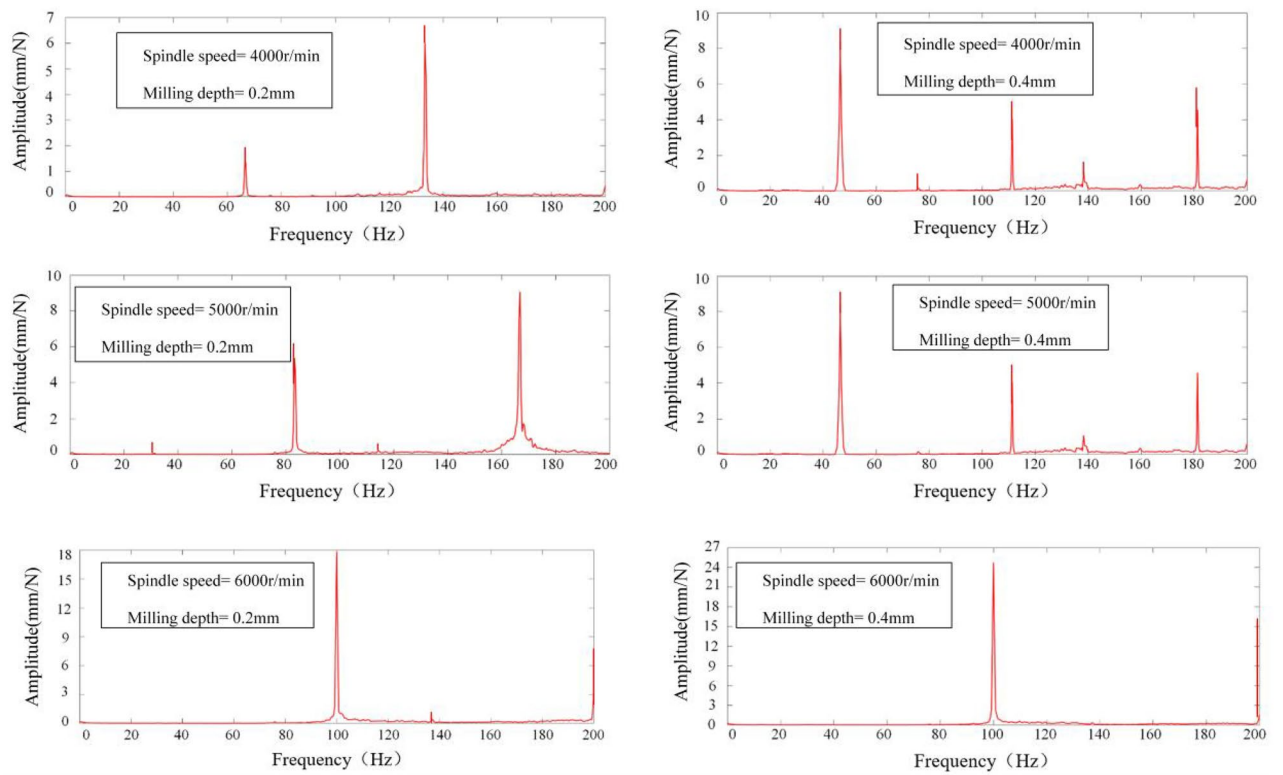 7
6
5
4
3
2
1
0
Amplitude(mm/N)
Spindle speed= 4000r/min
Milling depth= 0.2mm
0 20 40 60 80 100 120 140 160 180 200
Frequency（Hz）
10
8
6
4
2
0
Amplitude(mm/N)
Spindle speed= 4000r/min
Milling depth= 0.4mm
0 20 40 60 80 100 120 140 160 180 200
Frequency（Hz）
10
8
6
4
2
0
Amplitude(mm/N)
Spindle speed= 5000r/min
Milling depth= 0.2mm
0 20 40 60 80 100 120 140 160 180 200
Frequency（Hz）
10
8
6
4
2
0
Amplitude(mm/N)
Spindle speed= 5000r/min
Milling depth= 0.4mm
0 20 40 60 80 100 120 140 160 180 200
Frequency（Hz）
18
15
12
9
6
3
0
Amplitude(mm/N)
Spindle speed= 6000r/min
Milling depth= 0.2mm
0 20 40 60 80 100 120 140 160 180 200
Frequency（Hz）
27
24
21
18
15
12
9
6
3
0
Amplitude(mm/N)
Spindle speed= 6000r/min
Milling depth= 0.4mm
0 20 40 60 80 100 120 140 160 180 200
Frequency（Hz）